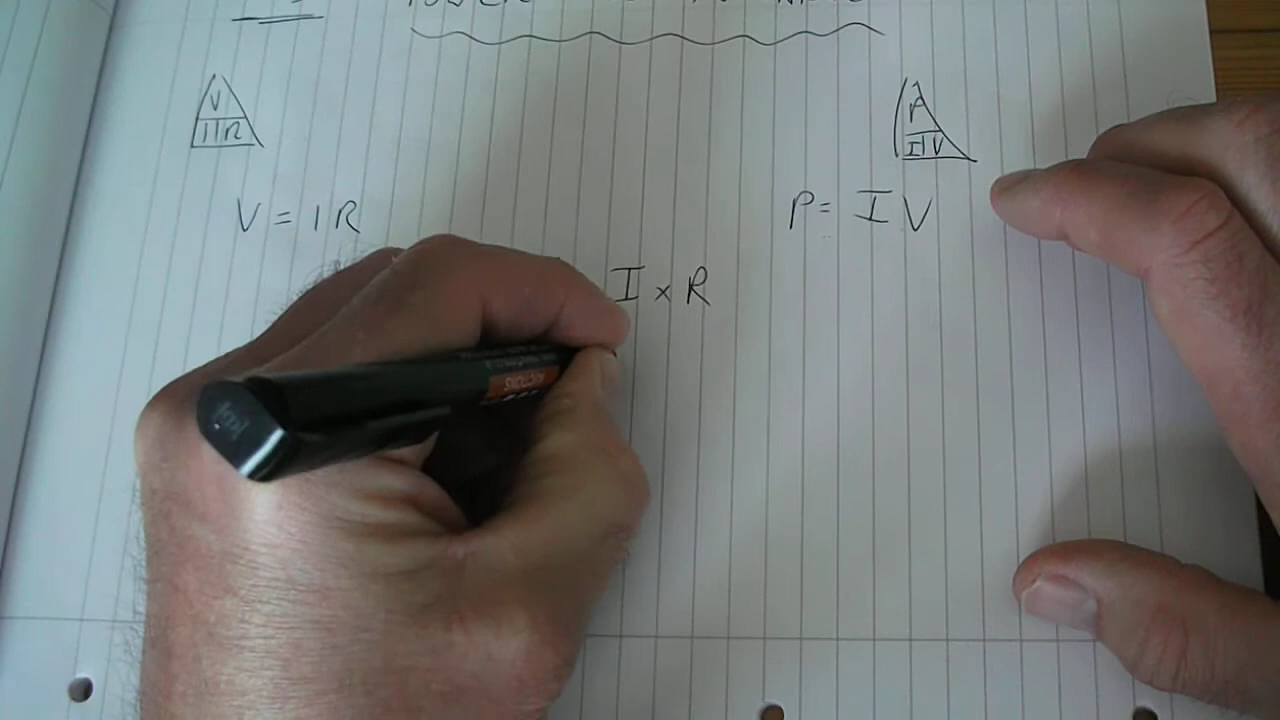 V
I R
P
I V
V = I R
P = I V
I × R